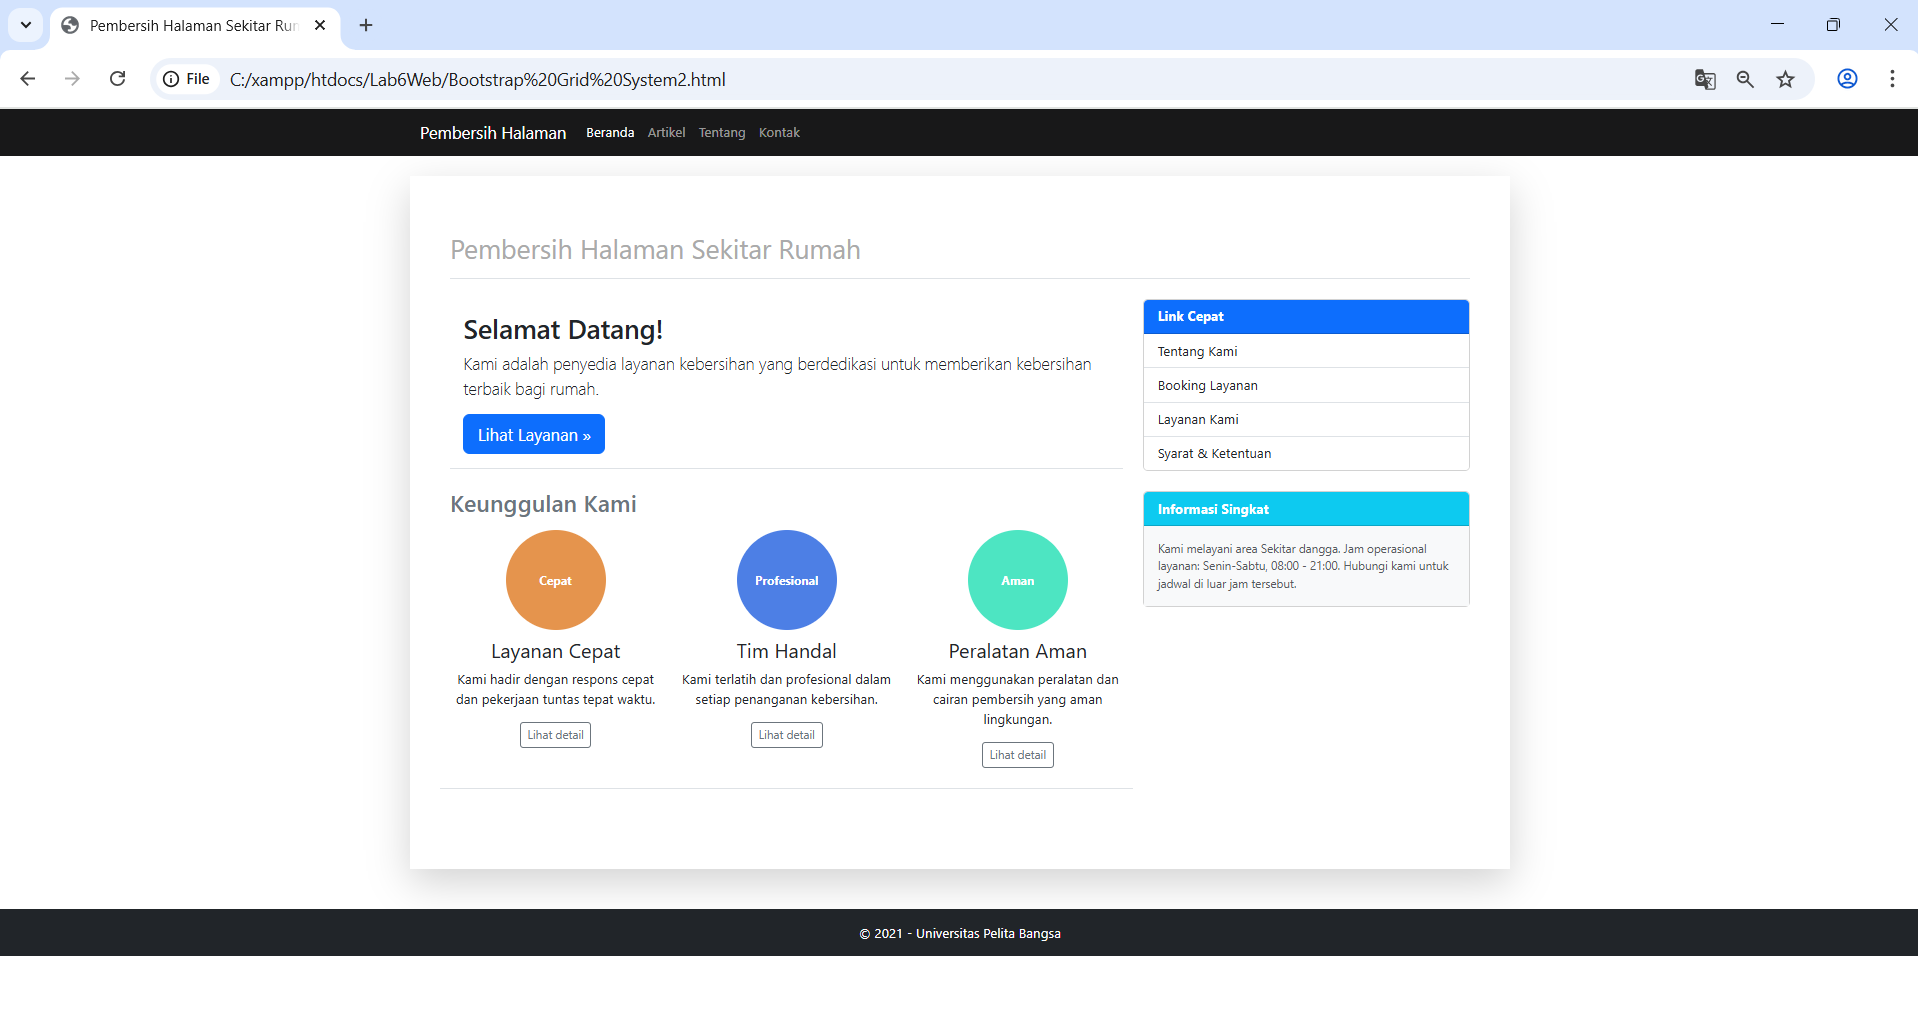 Pembersih Halaman Sekitar Rum
File
C:/xampp/htdocs/Lab6Web/Bootstrap%20Grid%20System2.html
Pembersih Halaman Beranda Artikel Tentang Kontak
Pembersih Halaman Sekitar Rumah
Selamat Datang!
Kami adalah penyedia layanan kebersihan yang berdedikasi untuk memberikan kebersihan
terbaik bagi rumah.
Lihat Layanan »
Keunggulan Kami
Cepat
Layanan Cepat
Kami hadir dengan respons cepat
dan pekerjaan tuntas tepat waktu.
Lihat detail
Profesional
Tim Handal
Kami terlatih dan profesional dalam
setiap penanganan kebersihan.
Lihat detail
Aman
Peralatan Aman
Kami menggunakan peralatan dan
cairan pembersih yang aman
lingkungan.
Lihat detail
Link Cepat
Tentang Kami
Booking Layanan
Layanan Kami
Syarat & Ketentuan
Informasi Singkat
Kami melayani area Sekitar dangga. Jam operasional
layanan: Senin-Sabtu, 08:00 - 21:00. Hubungi kami untuk
jadwal di luar jam tersebut.
© 2021 - Universitas Pelita Bangsa